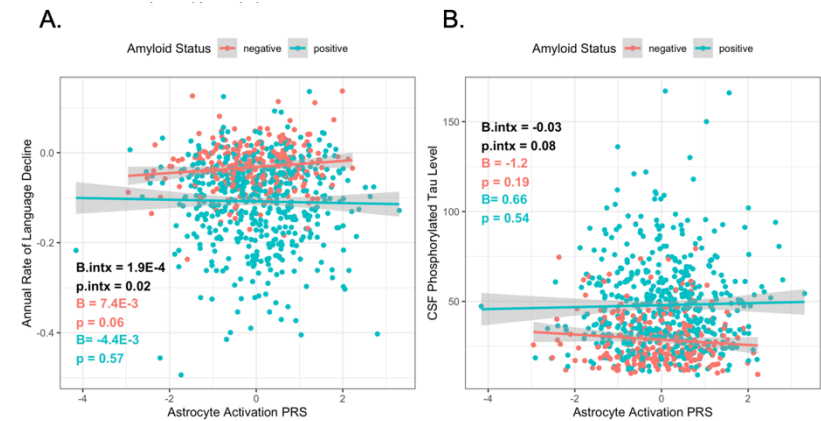 A.
B.
Amyloid Status negative positive
Amyloid Status negative positive
Annual Rate of Language Decline
0.0
-0.2
-0.4
B.intx = 1.9E-4
p.intx = 0.02
B = 7.4E-3
p = 0.06
B= -4.4E-3
p = 0.57
-4 -2 0 2
Astrocyte Activation PRS
CSF Phosphorylated Tau Level
150
100
50
B.intx = -0.03
p.intx = 0.08
B = -1.2
p = 0.19
B= 0.66
p = 0.54
-4 -2 0 2
Astrocyte Activation PRS